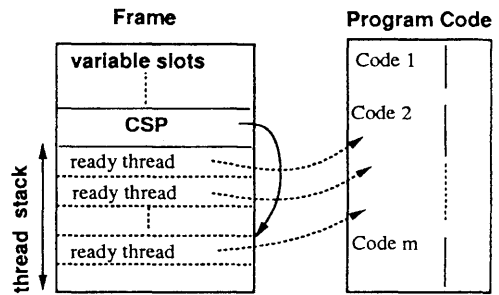 Frame
Program Code
variable slots
Code 1
Code 2
CSP
ready thread
ready thread
ready thread
Code m
thread stack